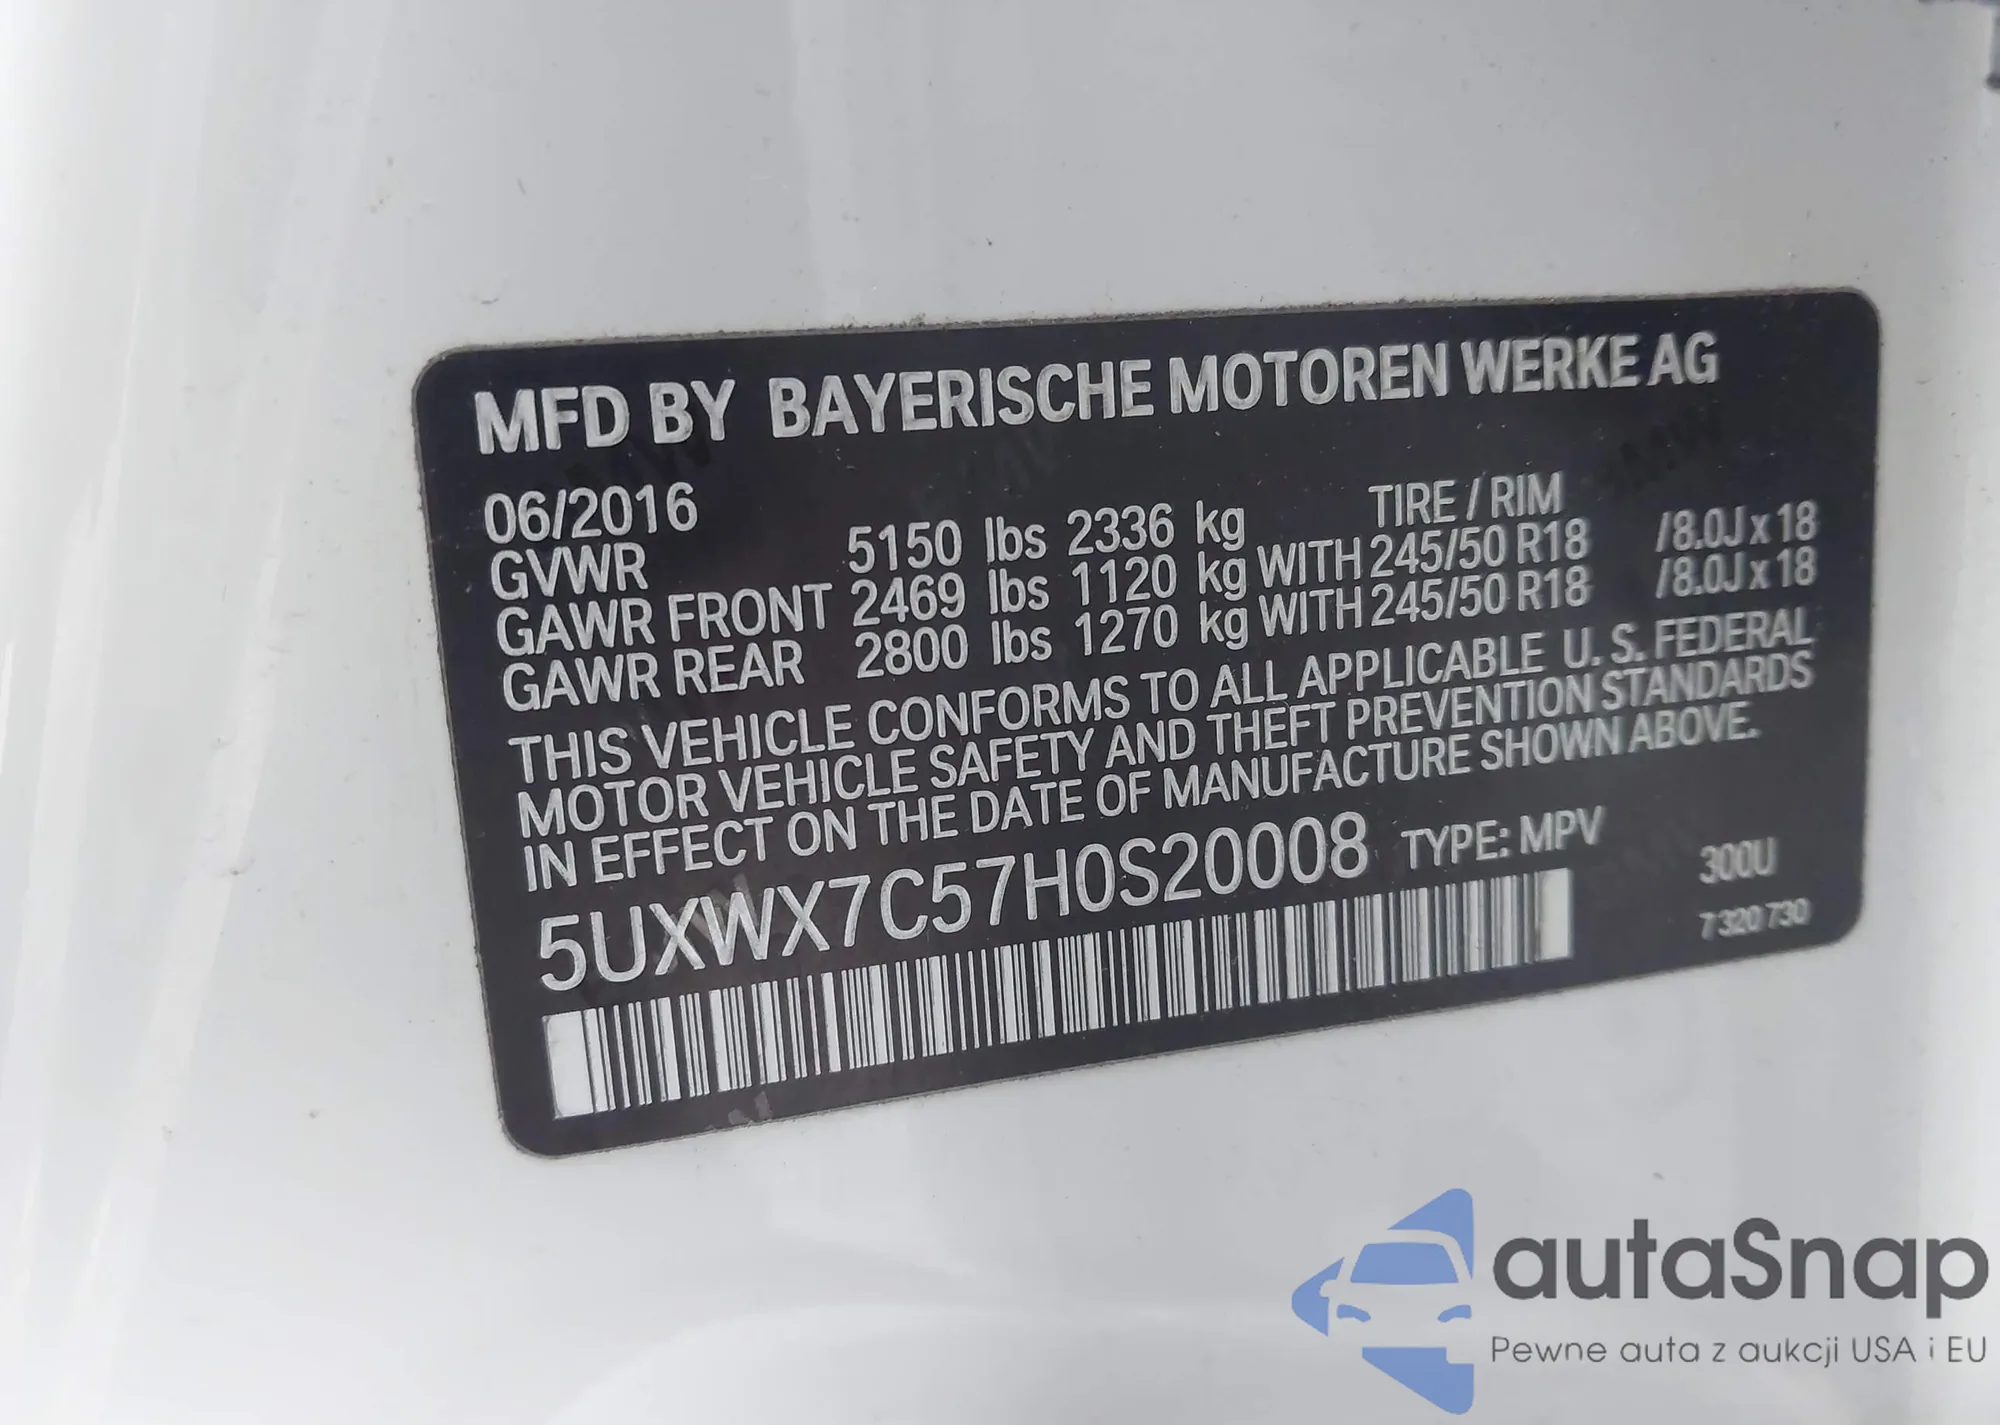 MFD BY BAYERISCHE MOTOREN WERKE AG
06/2016 TIRE / RIM
GVWR 5150 lbs 2336 kg
GAWR FRONT 2469 lbs 1120 kg WITH 245/50 R18 /8.0J x 18
GAWR REAR 2800 lbs 1270 kg WITH 245/50 R18 /8.0J x 18
THIS VEHICLE CONFORMS TO ALL APPLICABLE U. S. FEDERAL
MOTOR VEHICLE SAFETY AND THEFT PREVENTION STANDARDS
IN EFFECT ON THE DATE OF MANUFACTURE SHOWN ABOVE.
5UXWX7C57H0S20008 TYPE: MPV 300U
7 320 730
autaSnap
Pewne auta z aukcji USA i EU